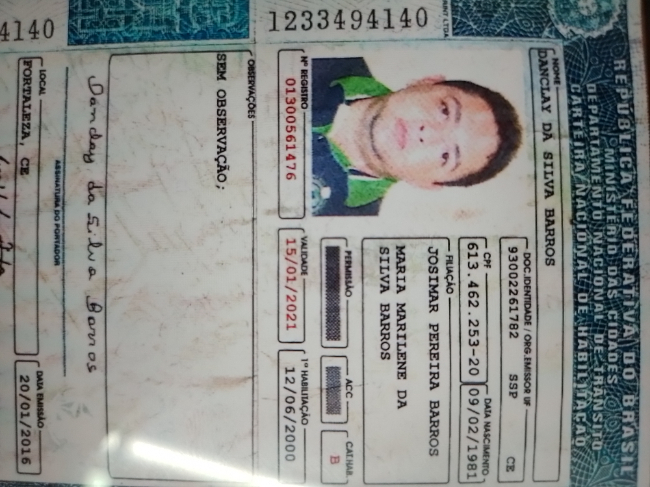 REPÚBLICA FEDERATIVA DO BRASIL
MINISTÉRIO DAS CIDADES
DEPARTAMENTO NACIONAL DE TRÂNSITO
CARTEIRA NACIONAL DE HABILITAÇÃO
NOME
DANCLAY DA SILVA BARROS
DOC. IDENTIDADE / ORG. EMISSOR UF
93002261782 SSP CE
CPF
613.462.253-20
DATA NASCIMENTO
09/02/1981
FILIAÇÃO
JOSIMAR PEREIRA BARROS
MARIA MARILENE DA
SILVA BARROS
PERMISSÃO
ACC
CAT.HAB.
B
Nº REGISTRO
01300561476
VALIDADE
15/01/2021
1ª HABILITAÇÃO
12/06/2000
OBSERVAÇÕES
SEM OBSERVAÇÃO;
Danclay da Silva Barros
ASSINATURA DO PORTADOR
LOCAL
FORTALEZA, CE
DATA EMISSÃO
20/01/2016
1233494140
4140